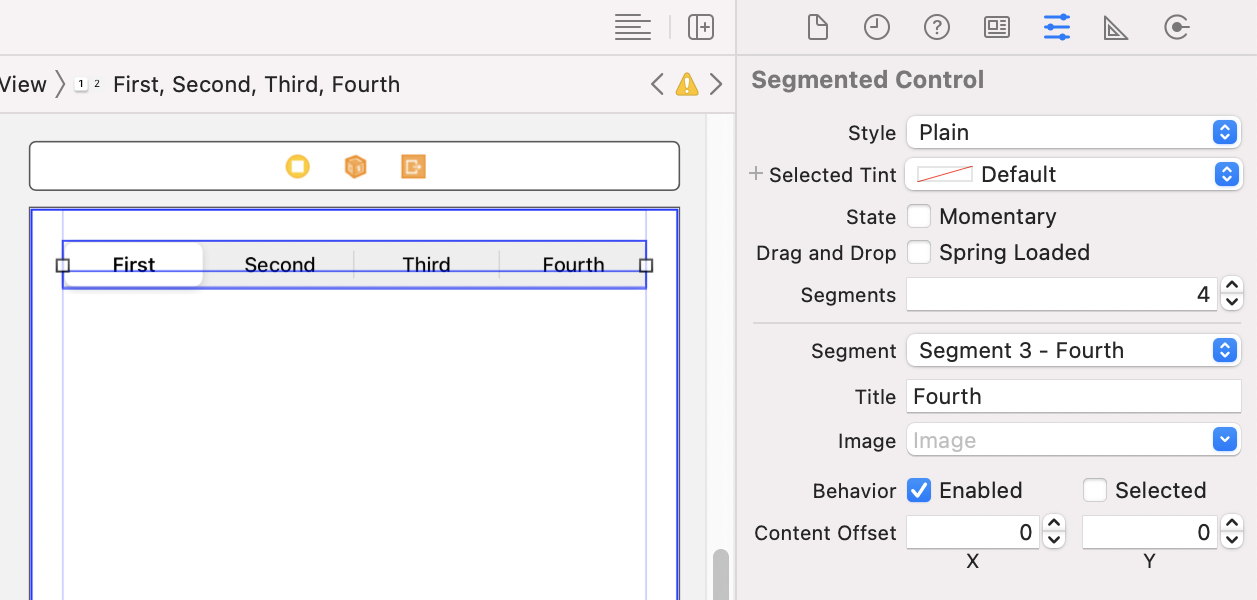 View 1 2 First, Second, Third, Fourth
First Second Third Fourth
Segmented Control
Style Plain
+ Selected Tint Default
State Momentary
Drag and Drop Spring Loaded
Segments 4
Segment Segment 3 - Fourth
Title Fourth
Image Image
Behavior Enabled Selected
Content Offset 0 0
X Y